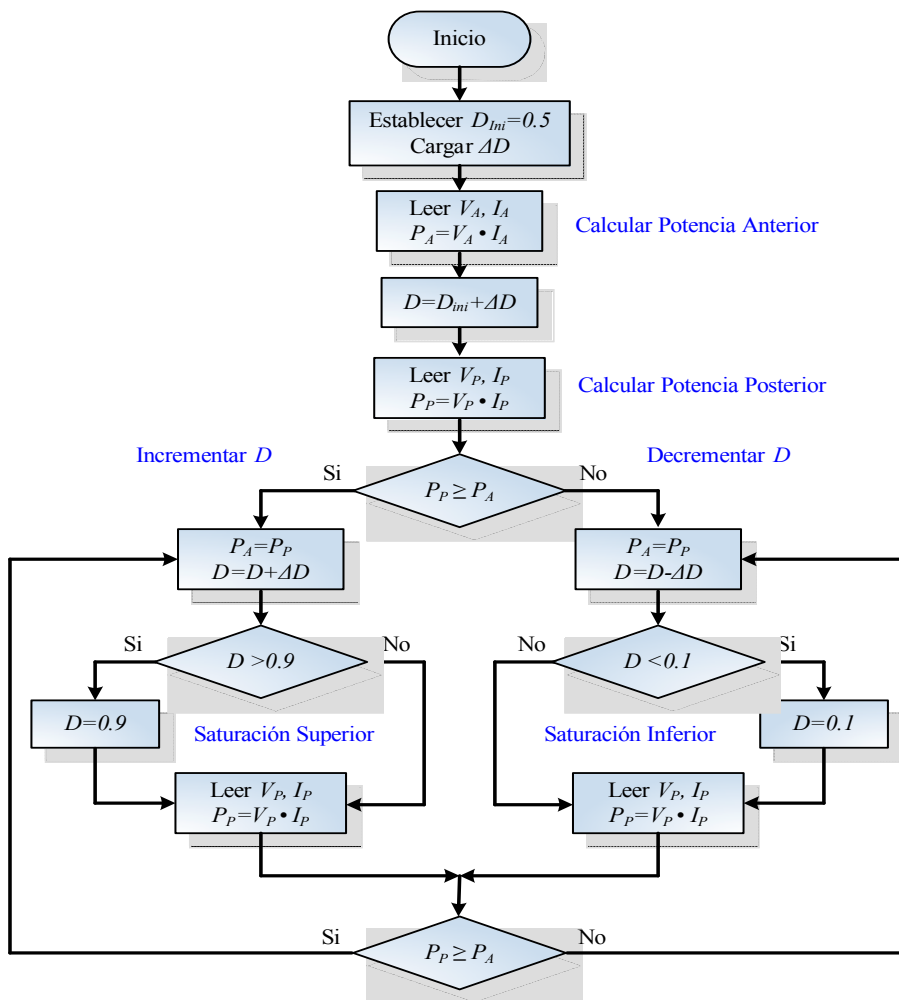 Inicio
Establecer D_Ini=0.5
Cargar ΔD
Leer V_A, I_A
P_A=V_A • I_A
Calcular Potencia Anterior
D=D_ini+ΔD
Leer V_P, I_P
P_P=V_P • I_P
Calcular Potencia Posterior
Incrementar D
Decrementar D
Si
P_P ≥ P_A
No
P_A=P_P
D=D+ΔD
P_A=P_P
D=D-ΔD
Si
D >0.9
No
No
D <0.1
Si
D=0.9
Saturación Superior
Saturación Inferior
D=0.1
Leer V_P, I_P
P_P=V_P • I_P
Leer V_P, I_P
P_P=V_P • I_P
Si
P_P ≥ P_A
No